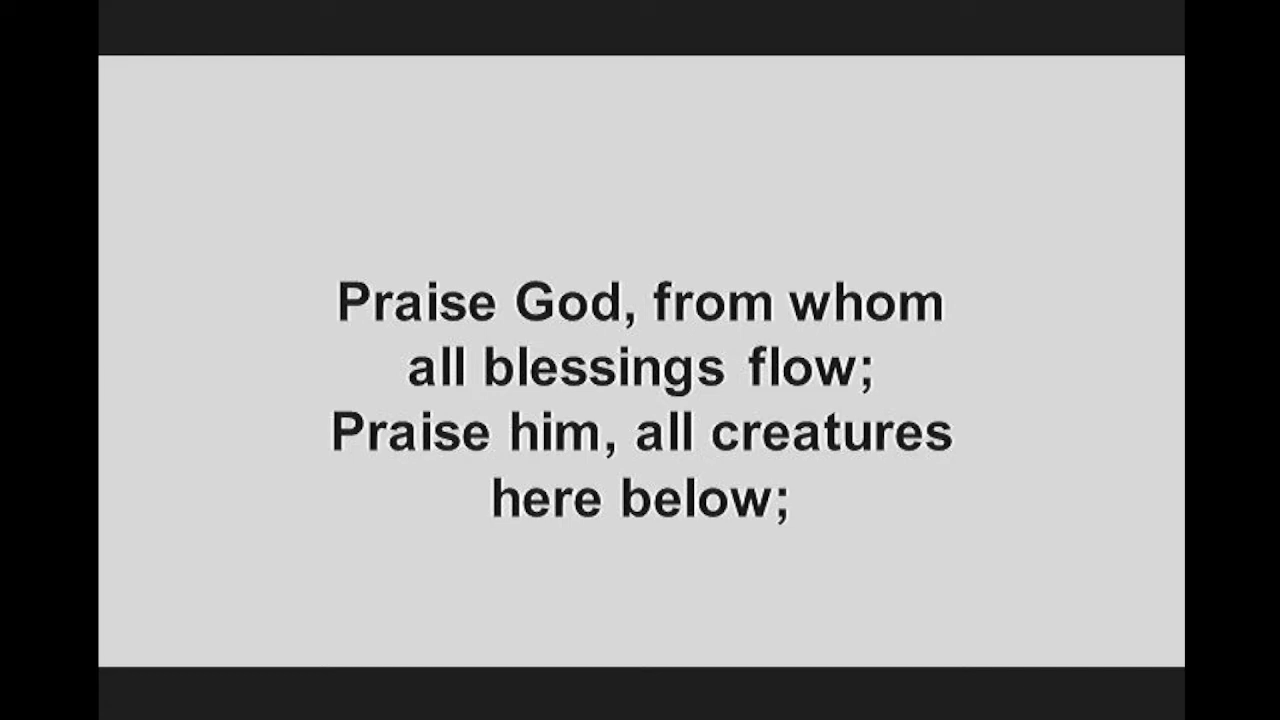 Praise God, from whom
all blessings flow;
Praise him, all creatures
here below;